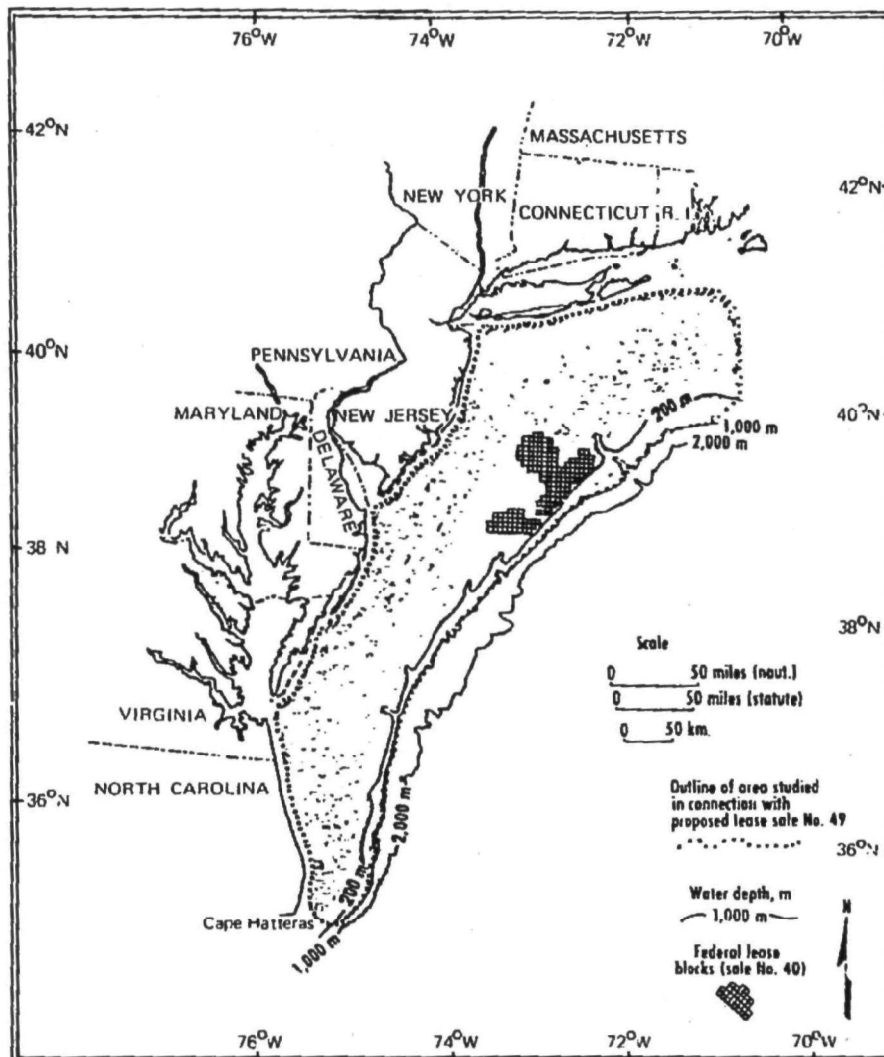 76°W 74°W 72°W 70°W
42°N
MASSACHUSETTS
42°N
NEW YORK
CONNECTICUT R. I.
40°N
PENNSYLVANIA
MARYLAND
NEW JERSEY
DELAWARE
200 m
40°N
1,000 m
2,000 m
38°N
38°N
Scale
0 50 miles (naut.)
0 50 miles (statute)
0 50 km.
VIRGINIA
NORTH CAROLINA
36°N
2,000 m
Outline of area studied
in connection with
proposed lease sale No. 49
36°N
Water depth, m
1,000 m
N
200 m
Cape Hatteras
1,000 m
Federal lease
blocks (sale No. 40)
76°W 74°W 72°W 70°W